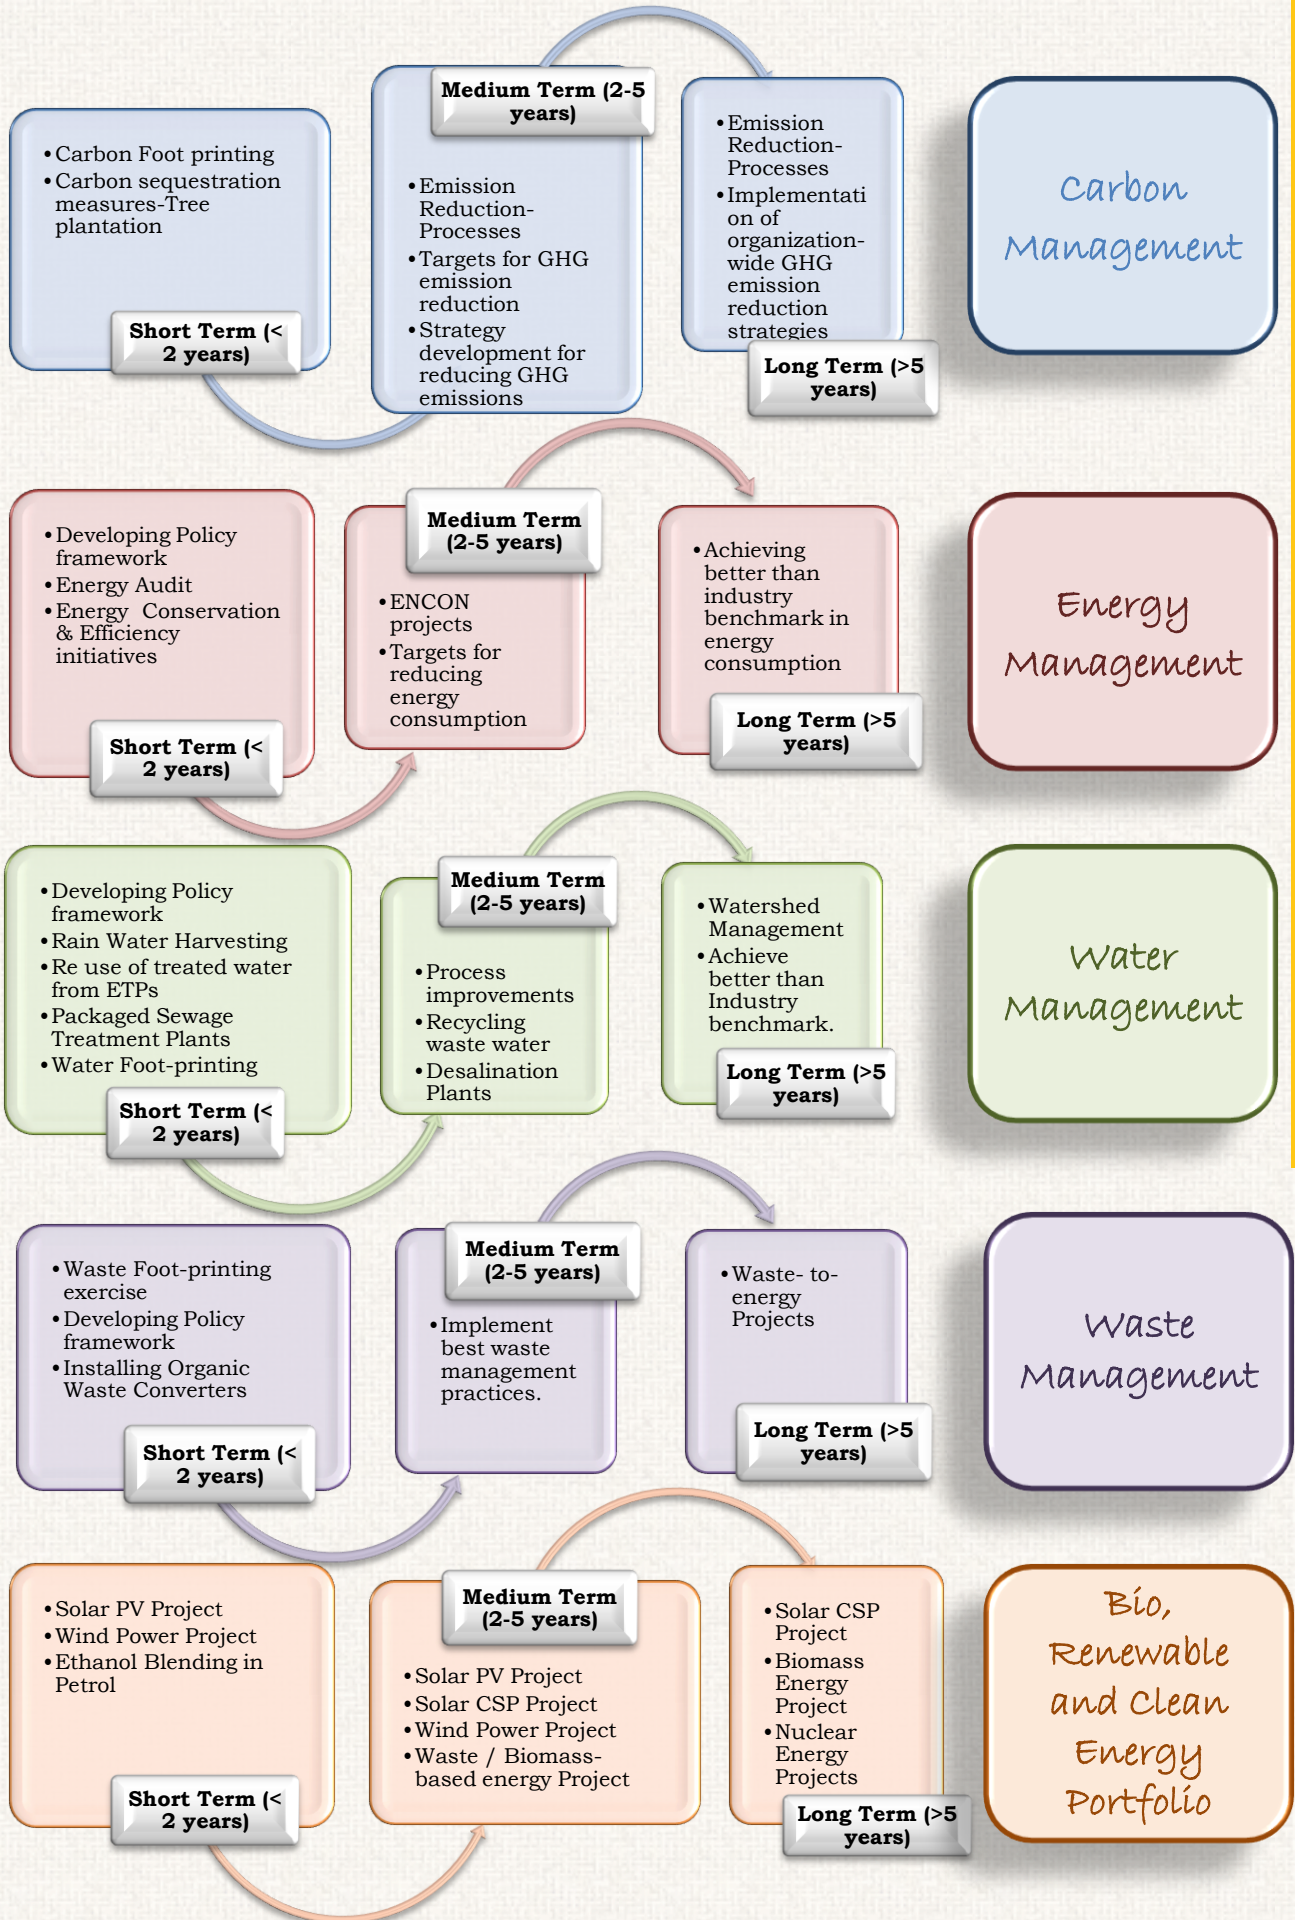 • Carbon Foot printing
• Carbon sequestration
measures-Tree
plantation
Short Term (<
2 years)
Medium Term (2-5
years)
• Emission
Reduction-
Processes
• Targets for GHG
emission
reduction
• Strategy
development for
reducing GHG
emissions
• Emission
Reduction-
Processes
• Implementati
on of
organization-
wide GHG
emission
reduction
strategies
Long Term (>5
years)
Carbon
Management
• Developing Policy
framework
• Energy Audit
• Energy Conservation
& Efficiency
initiatives
Short Term (<
2 years)
Medium Term
(2-5 years)
• ENCON
projects
• Targets for
reducing
energy
consumption
• Achieving
better than
industry
benchmark in
energy
consumption
Long Term (>5
years)
Energy
Management
• Developing Policy
framework
• Rain Water Harvesting
• Re use of treated water
from ETPs
• Packaged Sewage
Treatment Plants
• Water Foot-printing
Short Term (<
2 years)
Medium Term
(2-5 years)
• Process
improvements
• Recycling
waste water
• Desalination
Plants
• Watershed
Management
• Achieve
better than
Industry
benchmark.
Long Term (>5
years)
Water
Management
• Waste Foot-printing
exercise
• Developing Policy
framework
• Installing Organic
Waste Converters
Short Term (<
2 years)
Medium Term
(2-5 years)
• Implement
best waste
management
practices.
• Waste- to-
energy
Projects
Long Term (>5
years)
Waste
Management
• Solar PV Project
• Wind Power Project
• Ethanol Blending in
Petrol
Short Term (<
2 years)
Medium Term
(2-5 years)
• Solar PV Project
• Solar CSP Project
• Wind Power Project
• Waste / Biomass-
based energy Project
• Solar CSP
Project
• Biomass
Energy
Project
• Nuclear
Energy
Projects
Long Term (>5
years)
Bio,
Renewable
and Clean
Energy
Portfolio